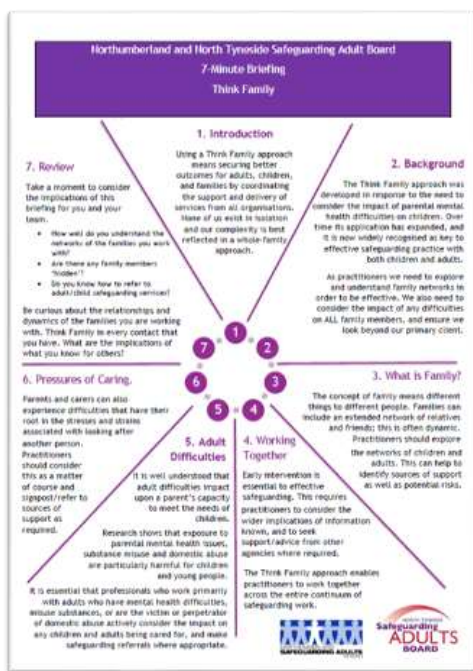 Northumberland and North Tyneside Safeguarding Adult Board
7-Minute Briefing
Think Family
1. Introduction
Using a Think Family approach
means securing better
outcomes for adults, children,
and families by coordinating
the support and delivery of
services from all organisations.
None of us exist in isolation
and our complexity is best
reflected in a whole-family
approach.
2. Background
The Think Family approach was
developed in response to the need to
consider the impact of parental mental
health difficulties on children. Over
time its application has expanded, and
it is now widely recognised as key to
effective safeguarding practice with
both children and adults.
As practitioners we need to explore
and understand family networks in
order to be effective. We also need to
consider the impact of any difficulties
on ALL family members, and ensure we
look beyond our primary client.
3. What is Family?
The concept of family means different
things to different people. Families can
include an extended network of relatives
and friends; this is often dynamic.
Practitioners should explore
the networks of children and
adults. This can help to
identify sources of support
as well as potential risks.
4. Working
Together
Early intervention is
essential to effective
safeguarding. This requires
practitioners to consider the
wider implications of information
known, and to seek
support/advice from other
agencies where required.
The Think Family approach enables
practitioners to work together
across the entire continuum of
safeguarding work.
5. Adult
Difficulties
It is well understood that
adult difficulties impact
upon a parent's capacity
to meet the needs of
children.
Research shows that exposure to
parental mental health issues,
substance misuse and domestic abuse
are particularly harmful for children
and young people.
It is essential that professionals who work primarily
with adults who have mental health difficulties,
misuse substances, or are the victim or perpetrator
of domestic abuse actively consider the impact on
any children and adults being cared for, and make
safeguarding referrals where appropriate.
6. Pressures of Caring.
Parents and carers can also
experience difficulties that have their
root in the stresses and strains
associated with looking after
another person.
Practitioners
should consider
this as a matter
of course and
signpost/refer to
sources of
support as
required.
7. Review
Take a moment to consider
the implications of this
briefing for you and your
team.
• How well do you understand the
networks of the families you work
with?
• Are there any family members
'hidden'?
• Do you know how to refer to
adult/child safeguarding services?
Be curious about the relationships and
dynamics of the families you are working
with. Think Family in every contact that
you have. What are the implications of
what you know for others?
1
2
3
4
5
6
7
SAFEGUARDING ADULTS
NORTH TYNESIDE
Safeguarding
ADULTS
BOARD